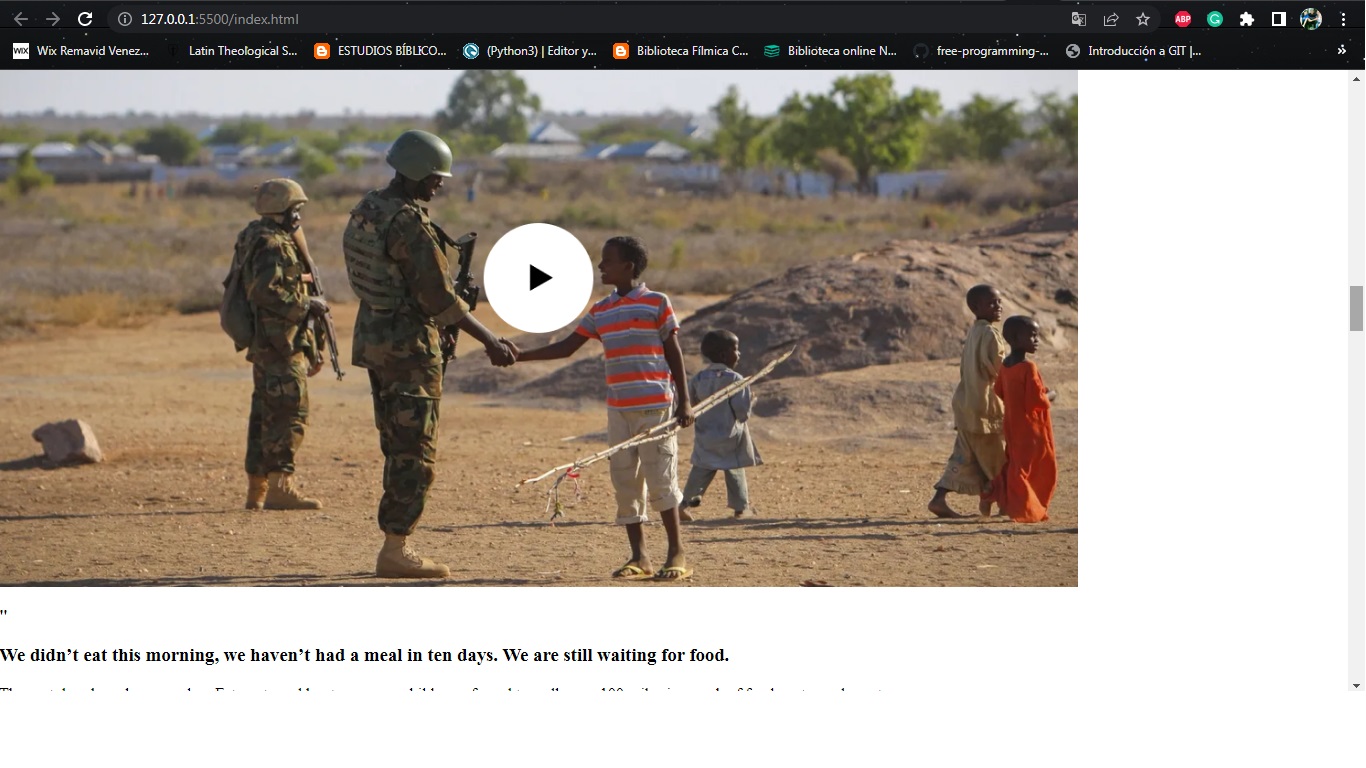 127.0.0.1:5500/index.html
ABP
WIX Wix Remavid Venez... Latin Theological S... ESTUDIOS BÍBLICO... (Python3) | Editor y... Biblioteca Fílmica C... Biblioteca online N... free-programming-... Introducción a GIT |...
"
We didn’t eat this morning, we haven’t had a meal in ten days. We are still waiting for food.